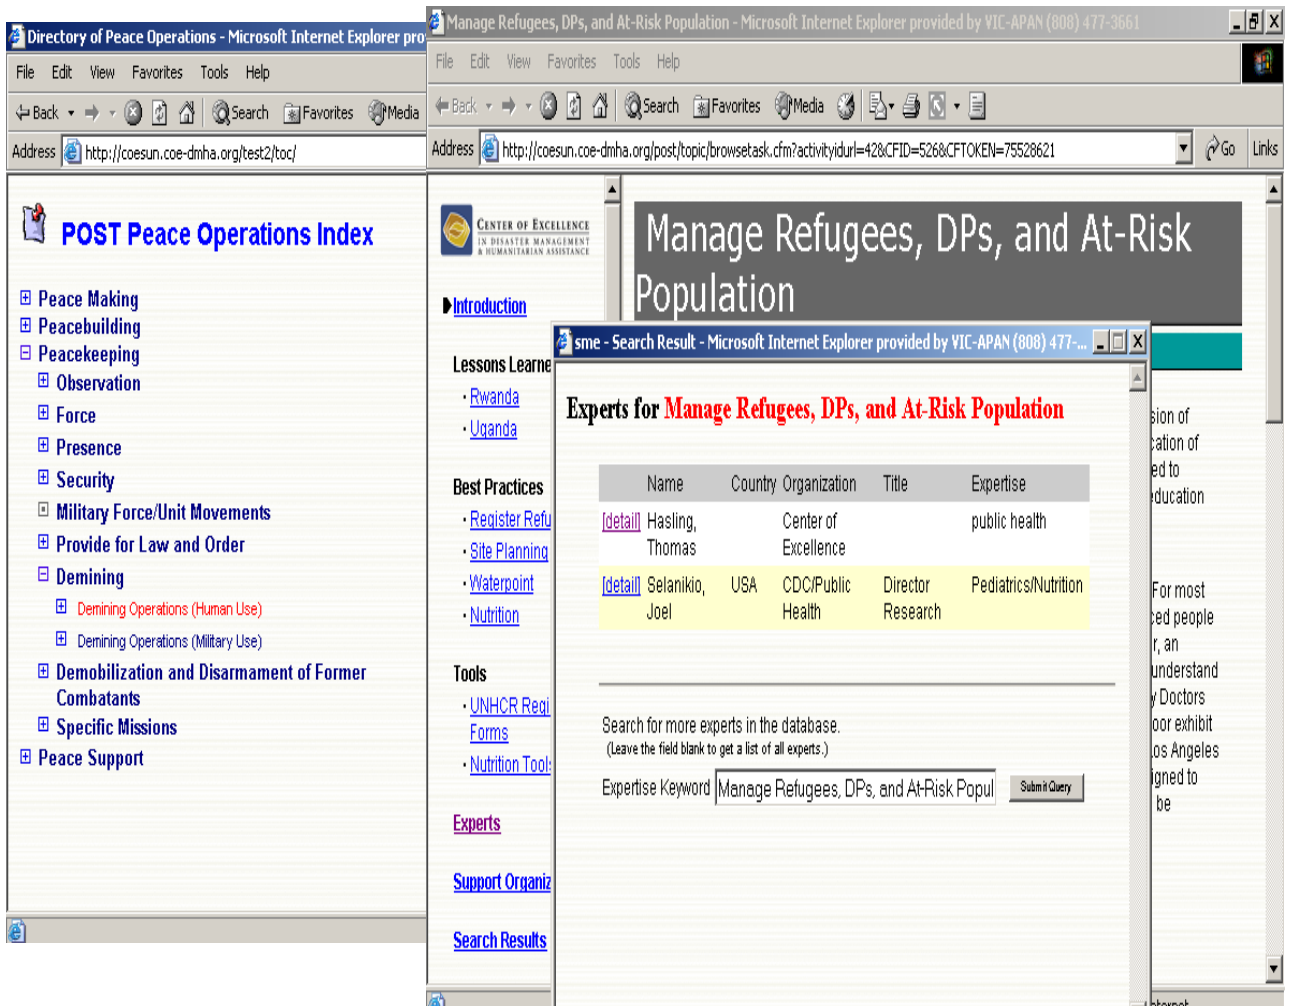 Directory of Peace Operations - Microsoft Internet Explorer pro
File Edit View Favorites Tools Help
Back Search Favorites Media
Address http://coesun.coe-dmha.org/test2/toc/
POST Peace Operations Index
Peace Making
Peacebuilding
Peacekeeping
Observation
Force
Presence
Security
Military Force/Unit Movements
Provide for Law and Order
Demining
Demining Operations (Human Use)
Demining Operations (Military Use)
Demobilization and Disarmament of Former
Combatants
Specific Missions
Peace Support
Manage Refugees, DPs, and At-Risk Population - Microsoft Internet Explorer provided by VIC-APAN (808) 477-3661
File Edit View Favorites Tools Help
Back Search Favorites Media
Address http://coesun.coe-dmha.org/post/topic/browsetask.cfm?activityidurl=42&CFID=526&CFTOKEN=75528621 Go Links
CENTER OF EXCELLENCE
IN DISASTER MANAGEMENT
& HUMANITARIAN ASSISTANCE
Introduction
Lessons Learne
· Rwanda
· Uganda
Best Practices
· Register Refu
· Site Planning
· Waterpoint
· Nutrition
Tools
· UNHCR Regi
Forms
· Nutrition Tool
Experts
Support Organiz
Search Results
Manage Refugees, DPs, and At-Risk
Population
sion of
cation of
ed to
education
For most
ced people
r, an
understand
y Doctors
oor exhibit
os Angeles
igned to
be
sme - Search Result - Microsoft Internet Explorer provided by VIC-APAN (808) 477-...
Experts for Manage Refugees, DPs, and At-Risk Population
Name Country Organization Title Expertise
[detail] Hasling, Center of public health
Thomas Excellence
[detail] Selanikio, USA CDC/Public Director Pediatrics/Nutrition
Joel Health Research
Search for more experts in the database.
(Leave the field blank to get a list of all experts.)
Expertise Keyword Manage Refugees, DPs, and At-Risk Popul Submit Query